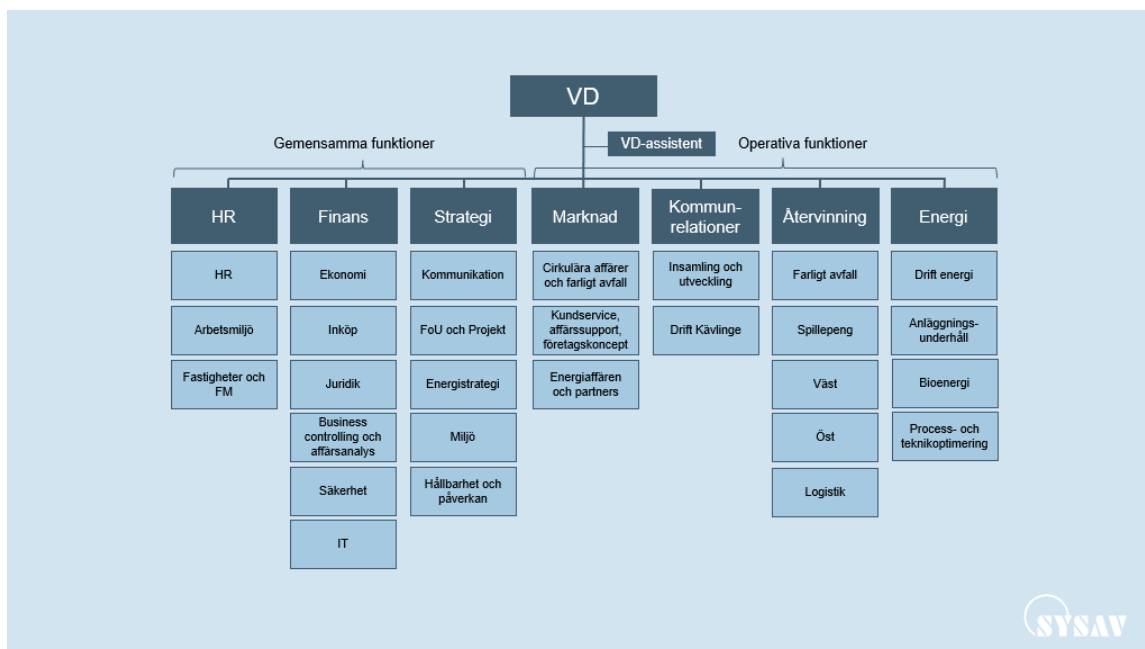 VD
VD-assistent
Gemensamma funktioner
Operativa funktioner
HR
Finans
Strategi
Marknad
Kommun-
relationer
Återvinning
Energi
HR
Arbetsmiljö
Fastigheter och
FM
Ekonomi
Inköp
Juridik
Business
controlling och
affärsanalys
Säkerhet
IT
Kommunikation
FoU och Projekt
Energistrategi
Miljö
Hållbarhet och
påverkan
Cirkulära affärer
och farligt avfall
Kundservice,
affärssupport,
företagskoncept
Energiaffären
och partners
Insamling och
utveckling
Drift Kävlinge
Farligt avfall
Spillepeng
Väst
Öst
Logistik
Drift energi
Anläggnings-
underhåll
Bioenergi
Process- och
teknikoptimering
SYSAV